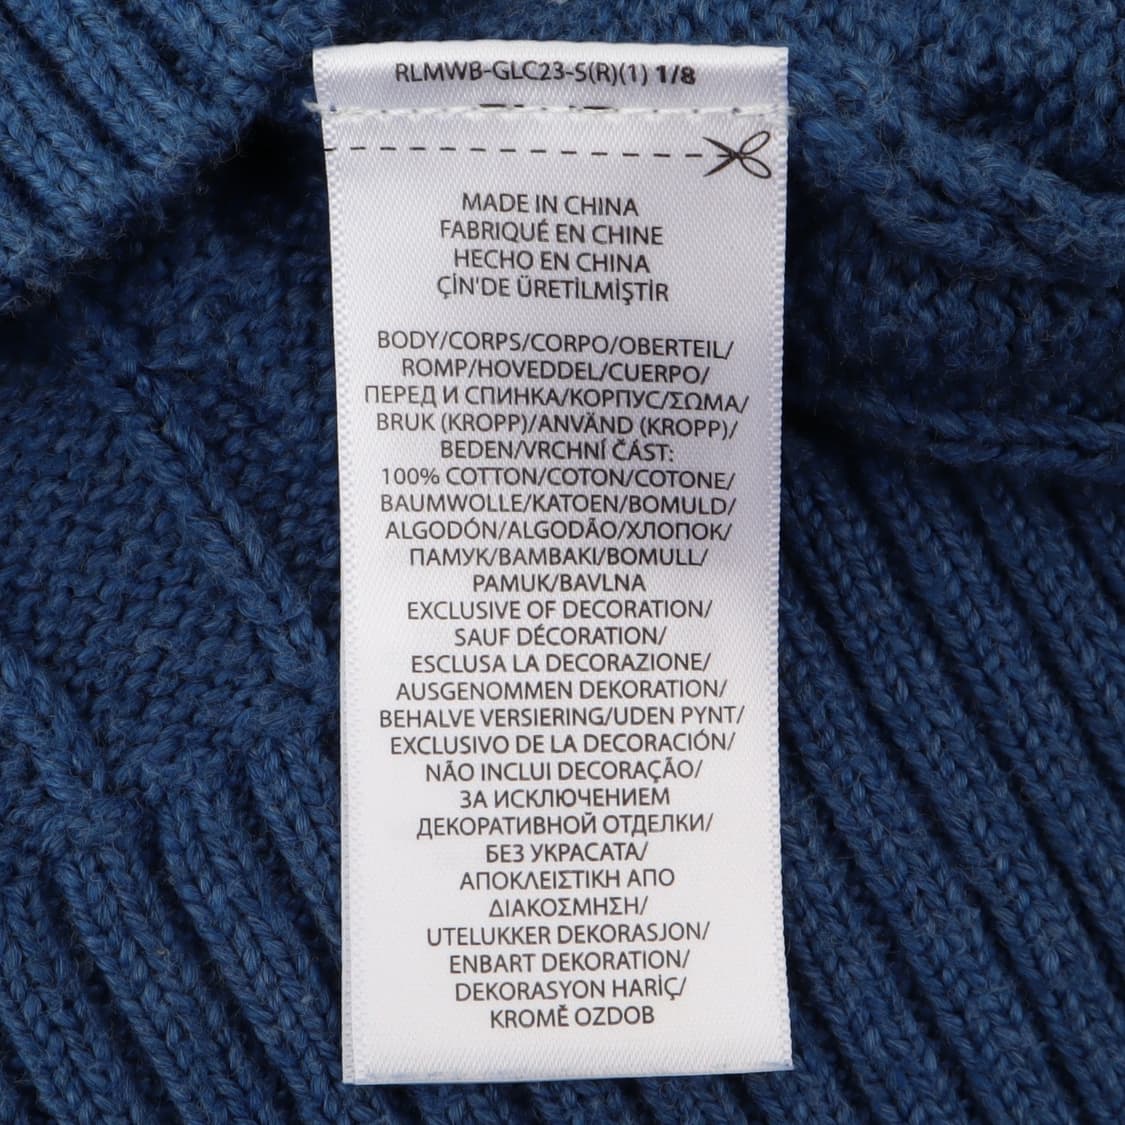 RLMWB-GLC23-S(R)(1) 1/8
MADE IN CHINA
FABRIQUÉ EN CHINE
HECHO EN CHINA
ÇİN'DE ÜRETİLMİŞTİR
BODY/CORPS/CORPO/OBERTEIL/
ROMP/HOVEDDEL/CUERPO/
ПЕРЕД И СПИНКА/КОРПУС/ΣΩΜΑ/
BRUK (KROPP)/ANVÄND (KROPP)/
BEDEN/VRCHNÍ ČÁST:
100% COTTON/COTON/COTONE/
BAUMWOLLE/KATOEN/BOMULD/
ALGODÓN/ALGODÃO/ХЛОПОК/
ПАМУК/ΒΑΜΒΑΚΙ/BOMULL/
PAMUK/BAVLNA
EXCLUSIVE OF DECORATION/
SAUF DÉCORATION/
ESCLUSA LA DECORAZIONE/
AUSGENOMMEN DEKORATION/
BEHALVE VERSIERING/UDEN PYNT/
EXCLUSIVO DE LA DECORACIÓN/
NÃO INCLUI DECORAÇÃO/
ЗА ИСКЛЮЧЕНИЕМ
ДЕКОРАТИВНОЙ ОТДЕЛКИ/
БЕЗ УКРАСАТА/
ΑΠΟΚΛΕΙΣΤΙΚΗ ΑΠΟ
ΔΙΑΚΟΣΜΗΣΗ/
UTELUKKER DEKORASJON/
ENBART DEKORATION/
DEKORASYON HARİÇ/
KROMĚ OZDOB